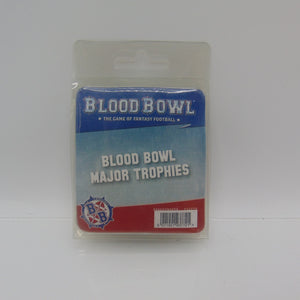 BLOOD BOWL
• THE GAME OF FANTASY FOOTBALL •
BLOOD BOWL
MAJOR TROPHIES
B
B